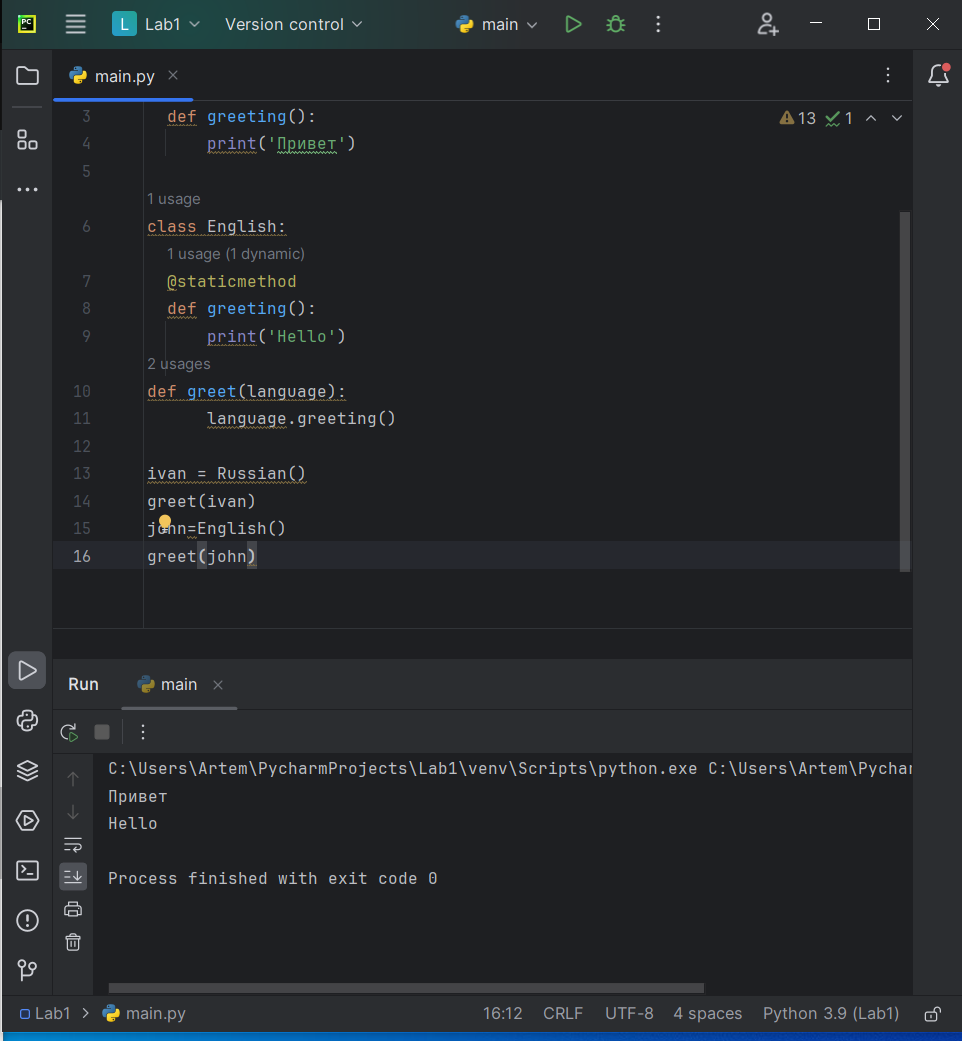 PC L Lab1 Version control main
main.py
3 def greeting(): 13 1
4 print('Привет')
5
1 usage
6 class English:
1 usage (1 dynamic)
7 @staticmethod
8 def greeting():
9 print('Hello')
2 usages
10 def greet(language):
11 language.greeting()
12
13 ivan = Russian()
14 greet(ivan)
15 john=English()
16 greet(john)
Run main
C:\Users\Artem\PycharmProjects\Lab1\venv\Scripts\python.exe C:\Users\Artem\Pychar
Привет
Hello
Process finished with exit code 0
Lab1 > main.py 16:12 CRLF UTF-8 4 spaces Python 3.9 (Lab1)